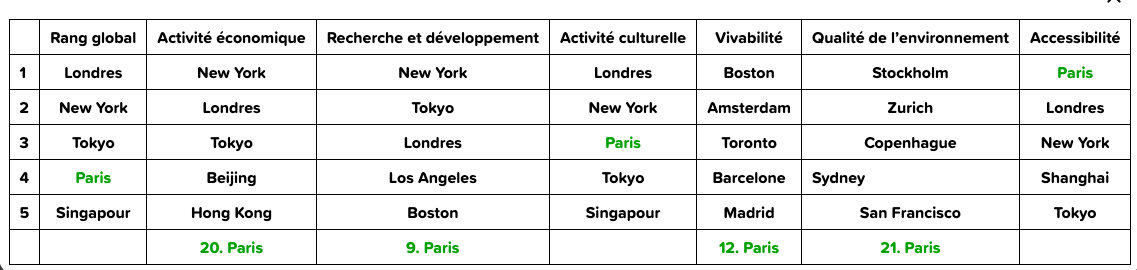 Rang global Activité économique Recherche et développement Activité culturelle Vivabilité Qualité de l’environnement Accessibilité
1 Londres New York New York Londres Boston Stockholm Paris
2 New York Londres Tokyo New York Amsterdam Zurich Londres
3 Tokyo Tokyo Londres Paris Toronto Copenhague New York
4 Paris Beijing Los Angeles Tokyo Barcelone Sydney Shanghai
5 Singapour Hong Kong Boston Singapour Madrid San Francisco Tokyo
20. Paris 9. Paris 12. Paris 21. Paris